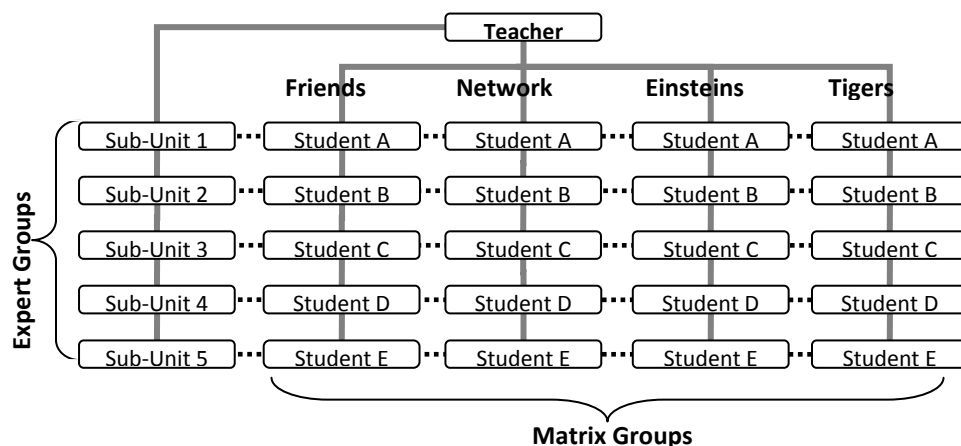 Teacher
Friends Network Einsteins Tigers
Sub-Unit 1 Student A Student A Student A Student A
Sub-Unit 2 Student B Student B Student B Student B
Sub-Unit 3 Student C Student C Student C Student C
Sub-Unit 4 Student D Student D Student D Student D
Sub-Unit 5 Student E Student E Student E Student E
Expert Groups
Matrix Groups